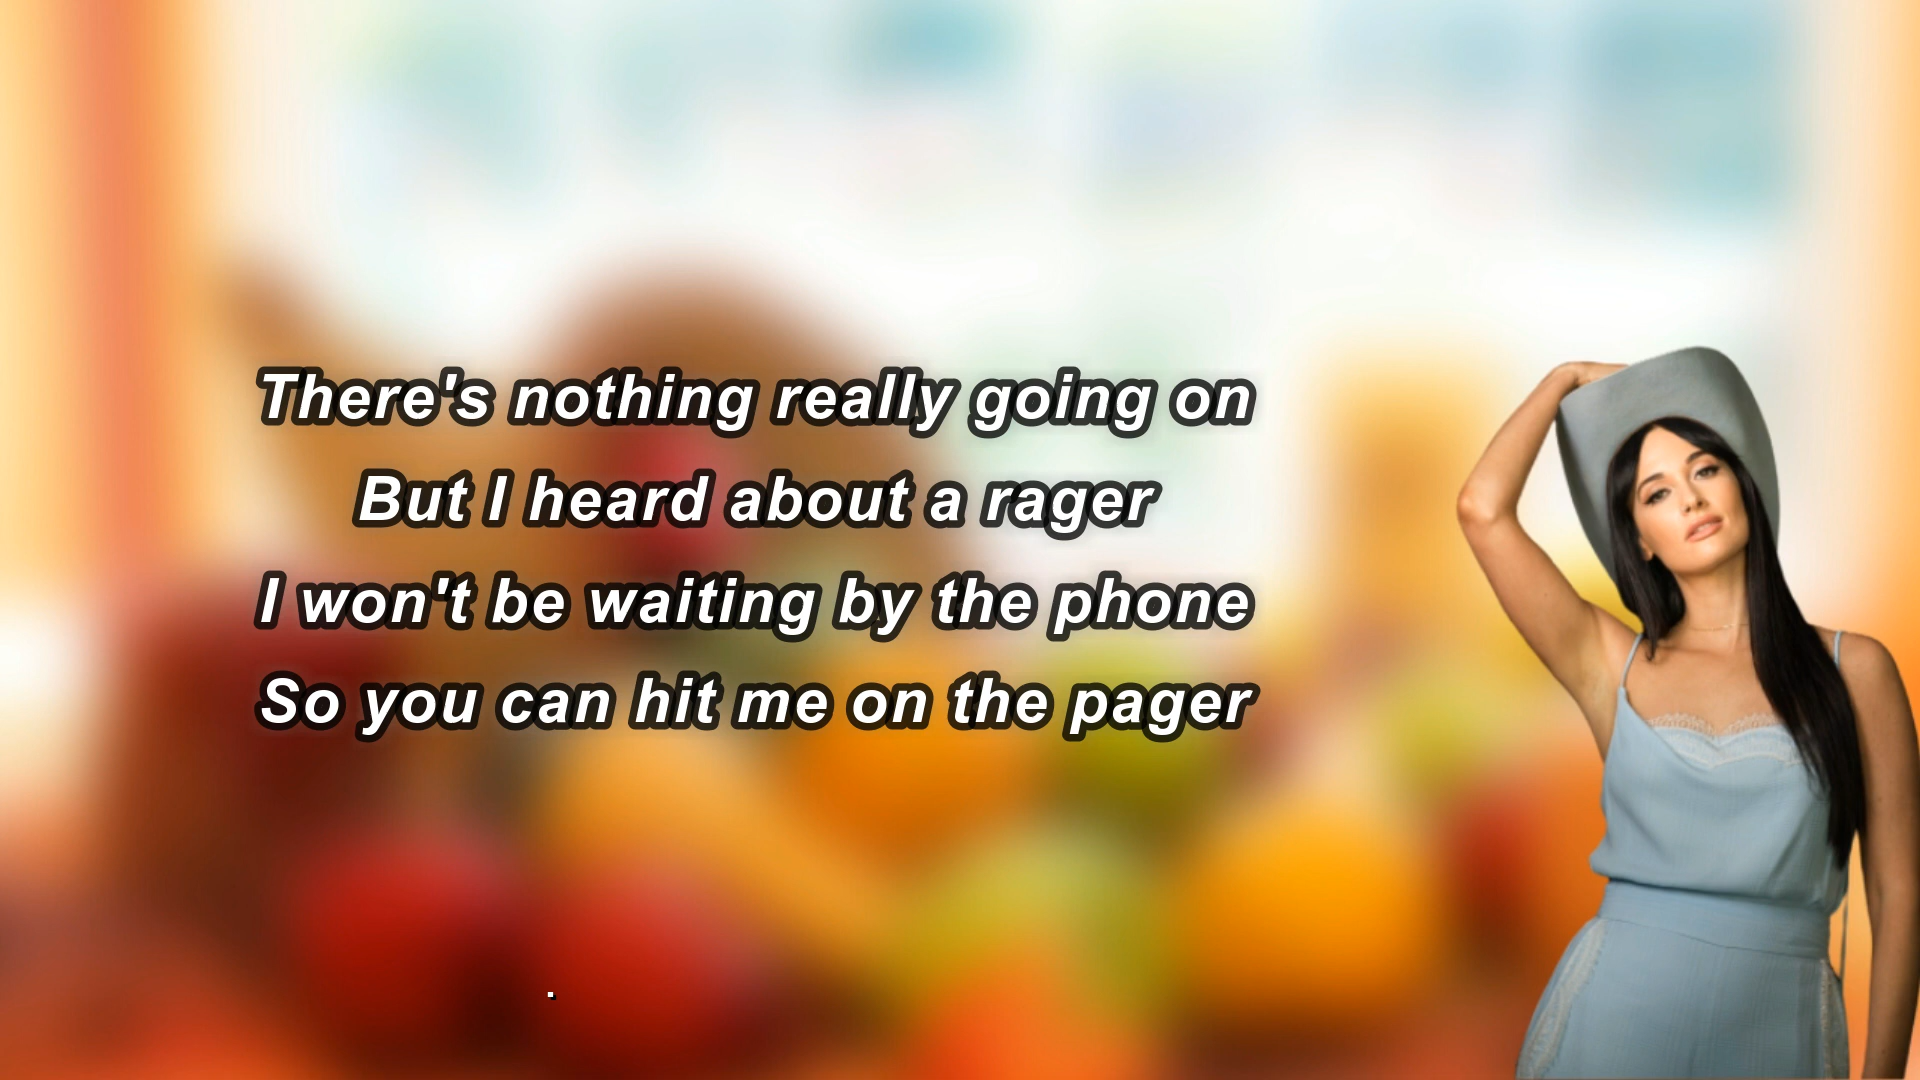 There's nothing really going on
But I heard about a rager
I won't be waiting by the phone
So you can hit me on the pager
.